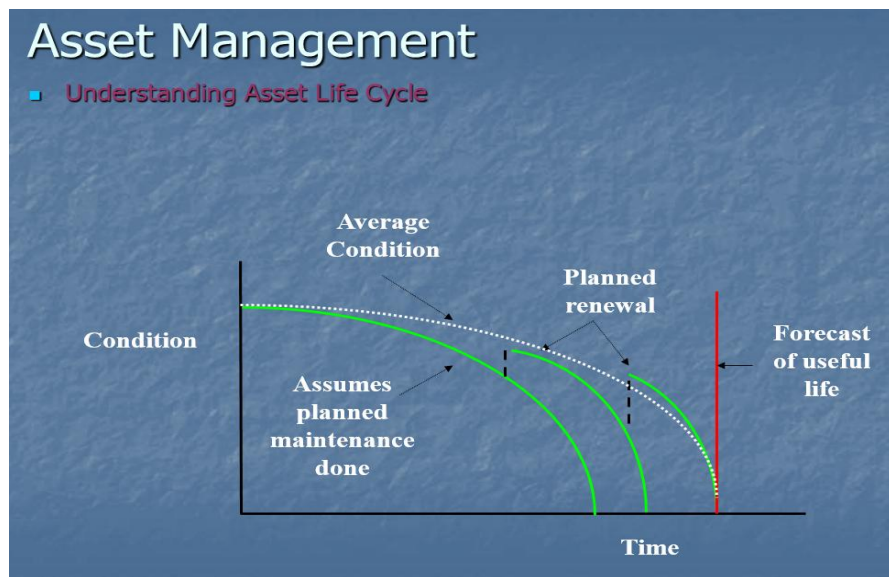 Asset Management
Understanding Asset Life Cycle
Average
Condition
Planned
renewal
Condition
Forecast
of useful
life
Assumes
planned
maintenance
done
Time